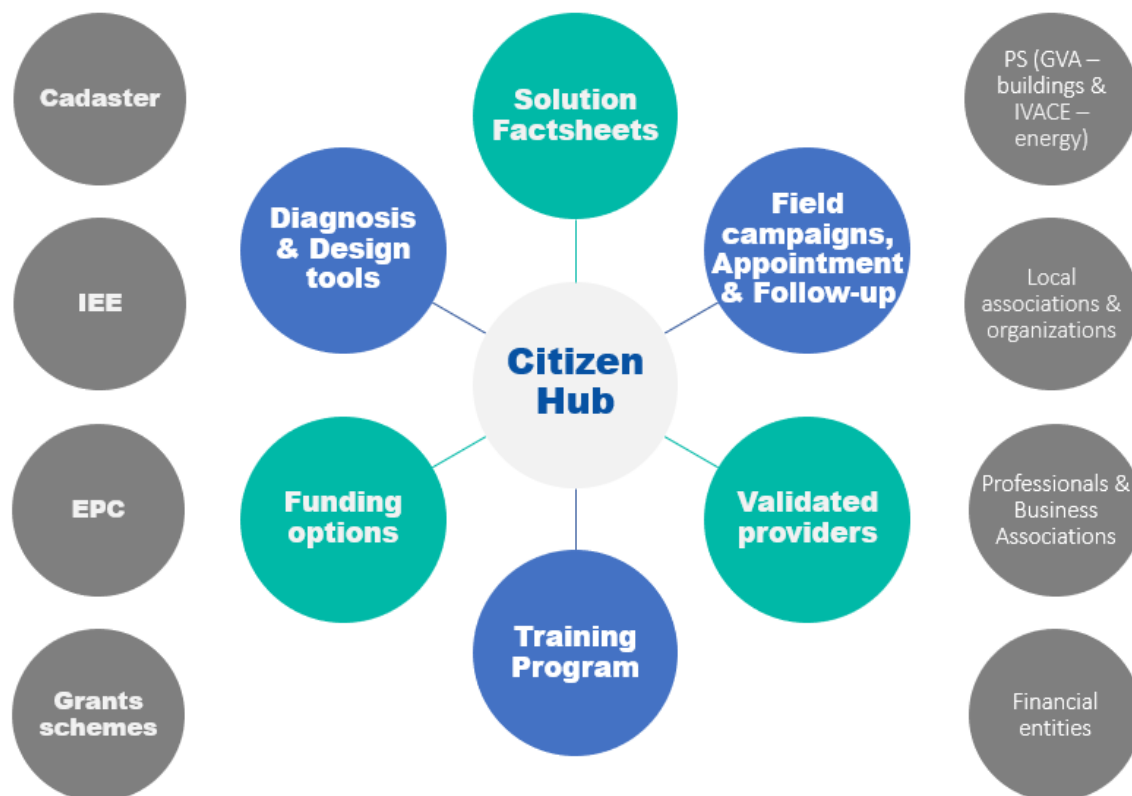 Cadaster
IEE
EPC
Grants
schemes
Solution
Factsheets
Diagnosis
& Design
tools
Field
campaigns,
Appointment
& Follow-up
Citizen
Hub
Funding
options
Validated
providers
Training
Program
PS (GVA –
buildings &
IVACE –
energy)
Local
associations &
organizations
Professionals &
Business
Associations
Financial
entities